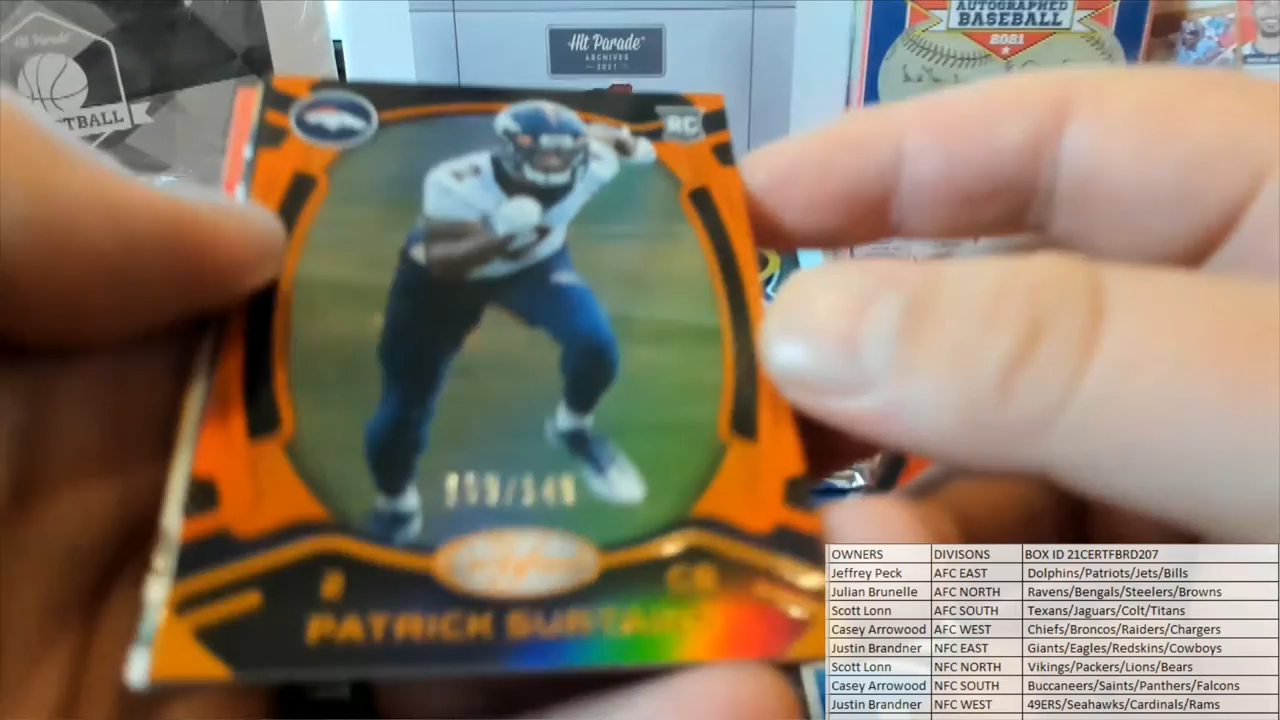 Hit Parade
TBALL
Hit Parade
ARCHIVES
2021
AUTOGRAPHED
BASEBALL
2021
RC
PATRICK SURTAIN
OWNERS DIVISONS BOX ID 21CERTFBRD207
Jeffrey Peck AFC EAST Dolphins/Patriots/Jets/Bills
Julian Brunelle AFC NORTH Ravens/Bengals/Steelers/Browns
Scott Lonn AFC SOUTH Texans/Jaguars/Colt/Titans
Casey Arrowood AFC WEST Chiefs/Broncos/Raiders/Chargers
Justin Brandner NFC EAST Giants/Eagles/Redskins/Cowboys
Scott Lonn NFC NORTH Vikings/Packers/Lions/Bears
Casey Arrowood NFC SOUTH Buccaneers/Saints/Panthers/Falcons
Justin Brandner NFC WEST 49ERS/Seahawks/Cardinals/Rams